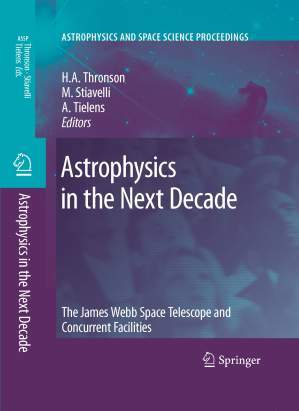 ASSP
Thronson · Stiavelli
Tielens Eds.
Astrophysics in the Next Decade
ASTROPHYSICS AND SPACE SCIENCE PROCEEDINGS
H.A. Thronson
M. Stiavelli
A. Tielens
Editors
Astrophysics
in the Next Decade
The James Webb Space Telescope and
Concurrent Facilities
Springer